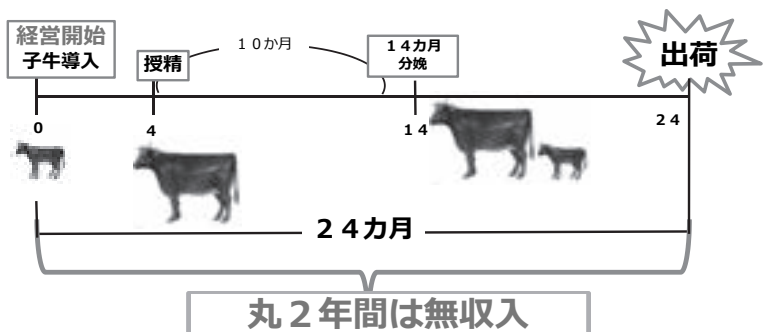 経営開始
子牛導入
授精
１０か月
１４カ月
分娩
出荷
０
４
１４
２４
２４カ月
丸２年間は無収入